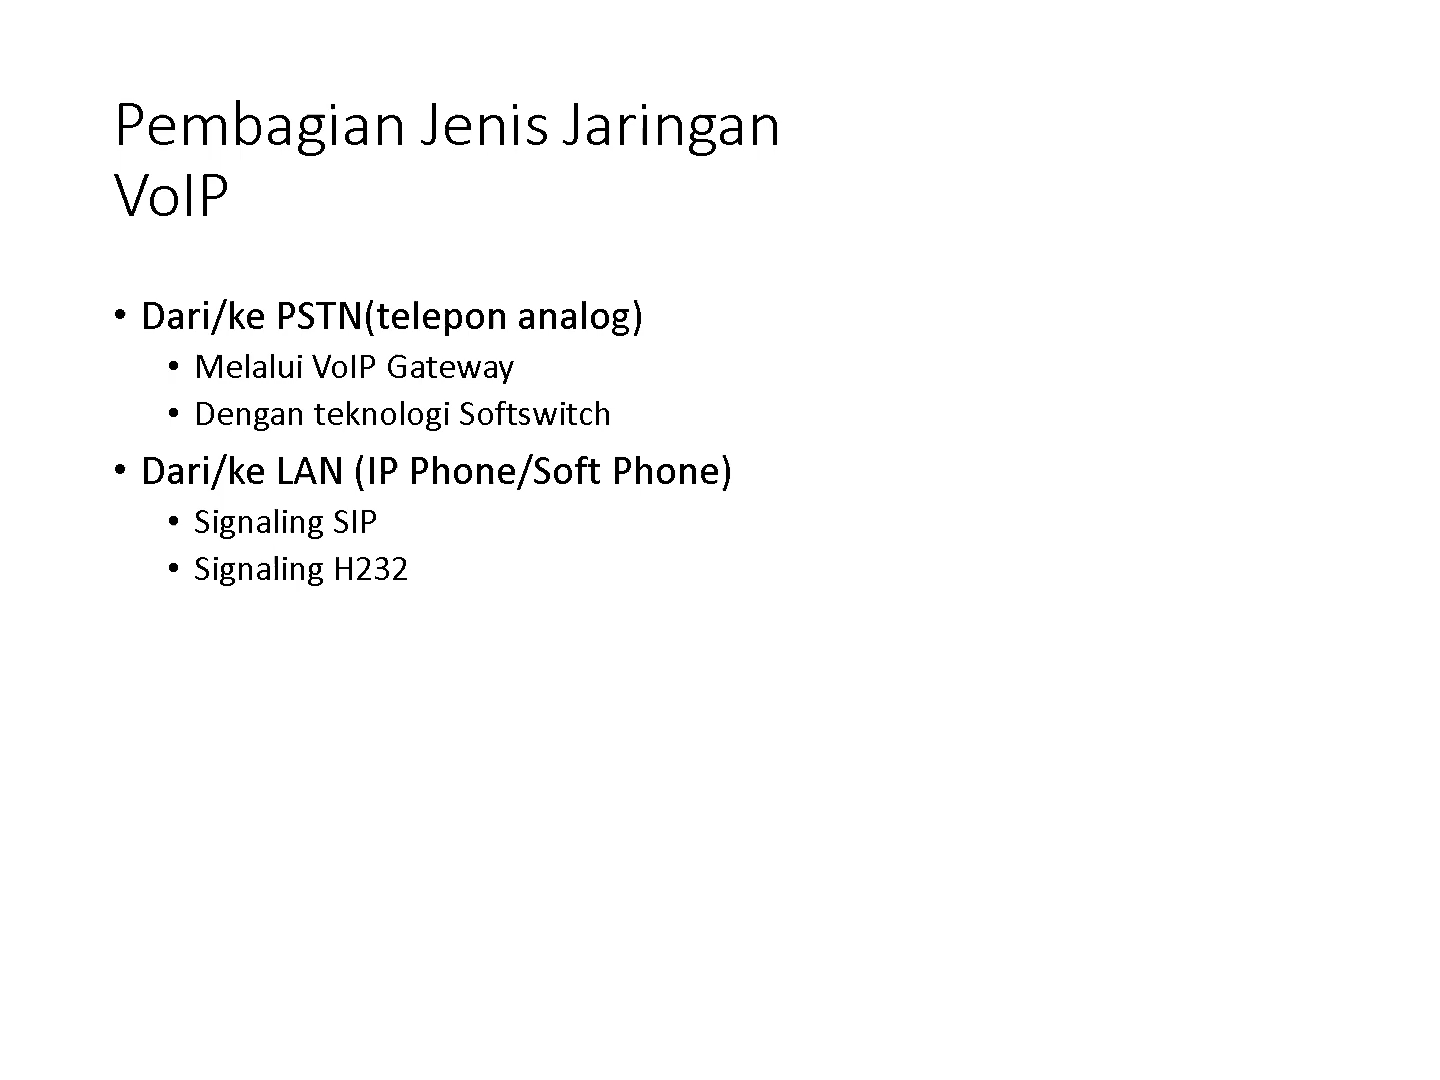 Pembagian Jenis Jaringan
VoIP
• Dari/ke PSTN(telepon analog)
• Melalui VoIP Gateway
• Dengan teknologi Softswitch
• Dari/ke LAN (IP Phone/Soft Phone)
• Signaling SIP
• Signaling H232